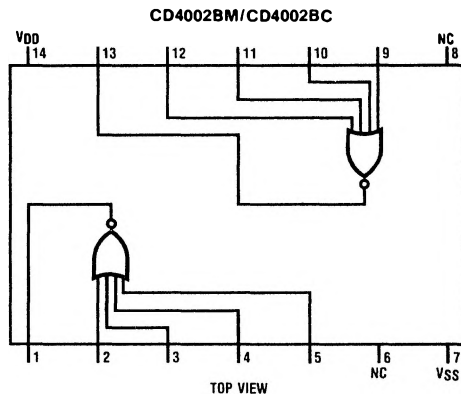 CD4002BM/CD4002BC
VDD NC
14 13 12 11 10 9 8
1 2 3 4 5 6 7
NC VSS
TOP VIEW